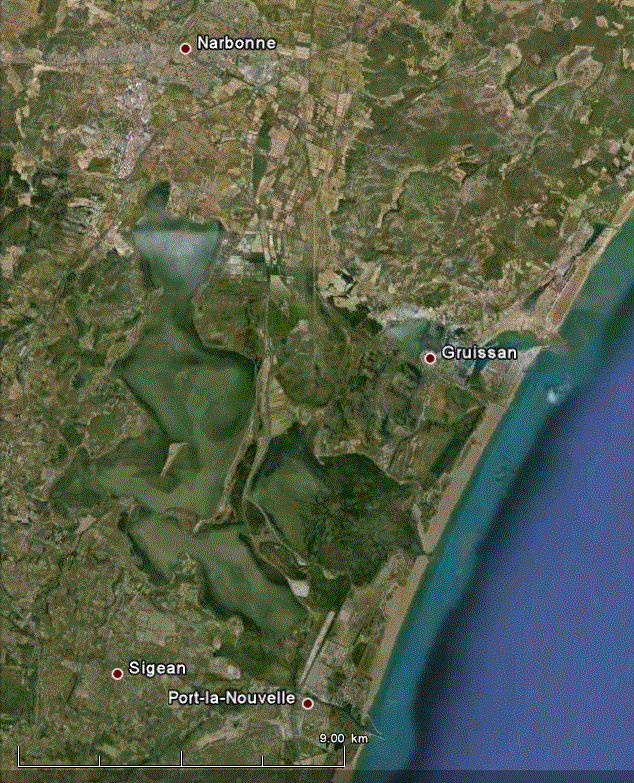 Narbonne
Gruissan
Sigean
Port-la-Nouvelle
9.00 km